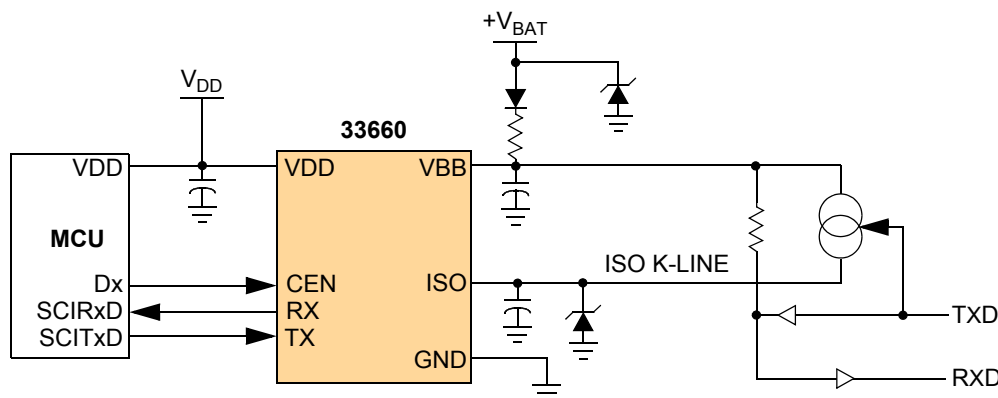 +VBAT
VDD
33660
VDD
VDD
VBB
MCU
ISO K-LINE
Dx
CEN
ISO
SCIRxD
RX
TXD
SCITxD
TX
GND
RXD